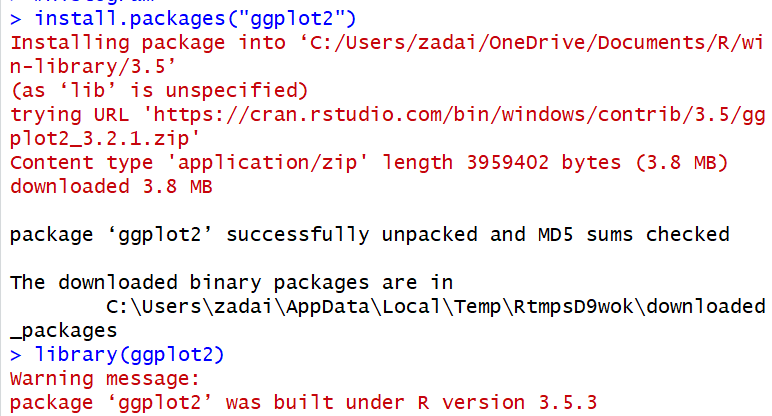 > install.packages("ggplot2")
Installing package into ‘C:/Users/zadai/OneDrive/Documents/R/wi
n-library/3.5’
(as ‘lib’ is unspecified)
trying URL 'https://cran.rstudio.com/bin/windows/contrib/3.5/gg
plot2_3.2.1.zip'
Content type 'application/zip' length 3959402 bytes (3.8 MB)
downloaded 3.8 MB

package ‘ggplot2’ successfully unpacked and MD5 sums checked

The downloaded binary packages are in
        C:\Users\zadai\AppData\Local\Temp\RtmpsD9wok\downloaded
_packages
> library(ggplot2)
Warning message:
package ‘ggplot2’ was built under R version 3.5.3